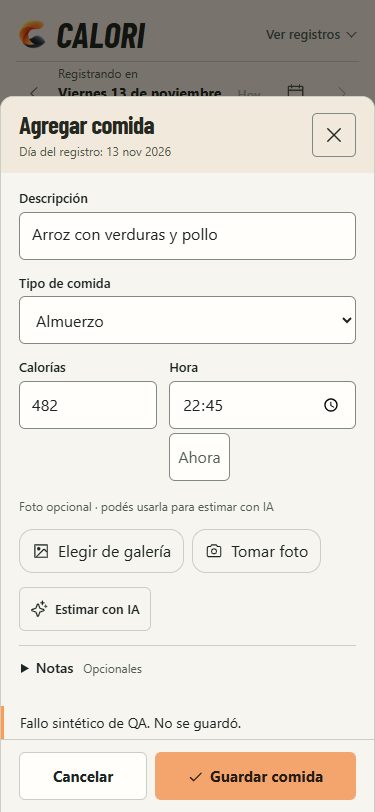 CALORI
Ver registros
Registrando en
Viernes 13 de noviembre Hoy
Agregar comida
Día del registro: 13 nov 2026
Descripción
Arroz con verduras y pollo
Tipo de comida
Almuerzo
Calorías Hora
482 22:45
Ahora
Foto opcional · podés usarla para estimar con IA
Elegir de galería Tomar foto
Estimar con IA
Notas Opcionales
Fallo sintético de QA. No se guardó.
Cancelar Guardar comida